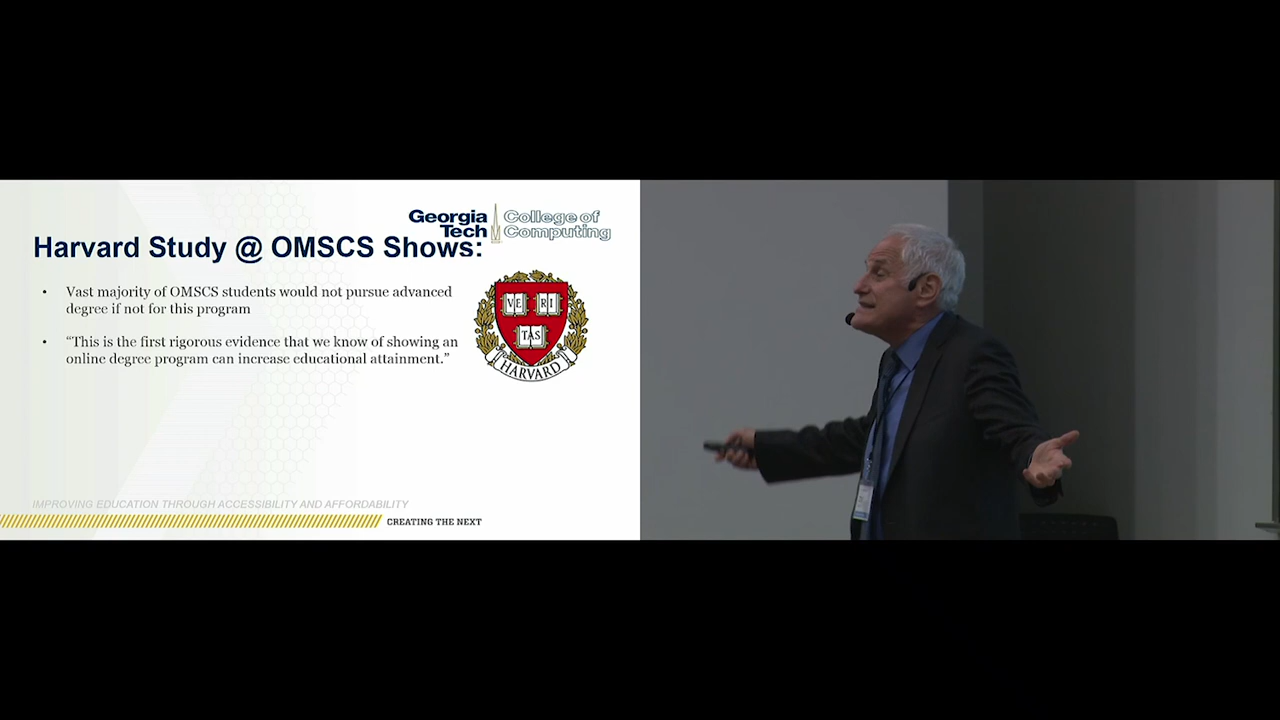 Georgia
Tech
College of
Computing
Harvard Study @ OMSCS Shows:
• Vast majority of OMSCS students would not pursue advanced
degree if not for this program
• “This is the first rigorous evidence that we know of showing an
online degree program can increase educational attainment.”
VE RI
TAS
HARVARD
IMPROVING EDUCATION THROUGH ACCESSIBILITY AND AFFORDABILITY
CREATING THE NEXT